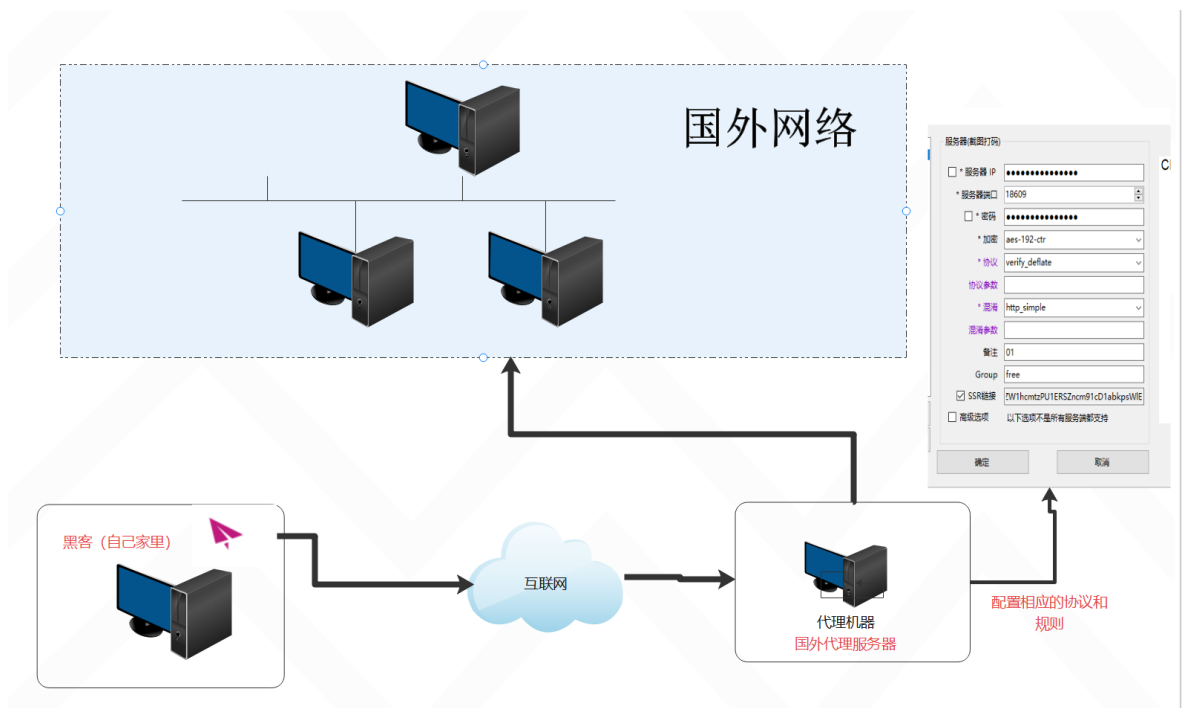 国外网络
服务器(截图打码)
* 服务器 IP ●●●●●●●●●●●●●●●
* 服务器端口 18609
* 密码 ●●●●●●●●●●●●●●●
* 加密 aes-192-ctr
* 协议 verify_deflate
协议参数
* 混淆 http_simple
混淆参数
备注 01
Group free
SSR链接
高级选项 以下选项不是所有服务端都支持
确定 取消
黑客（自己家里）
互联网
代理机器
国外代理服务器
配置相应的协议和
规则